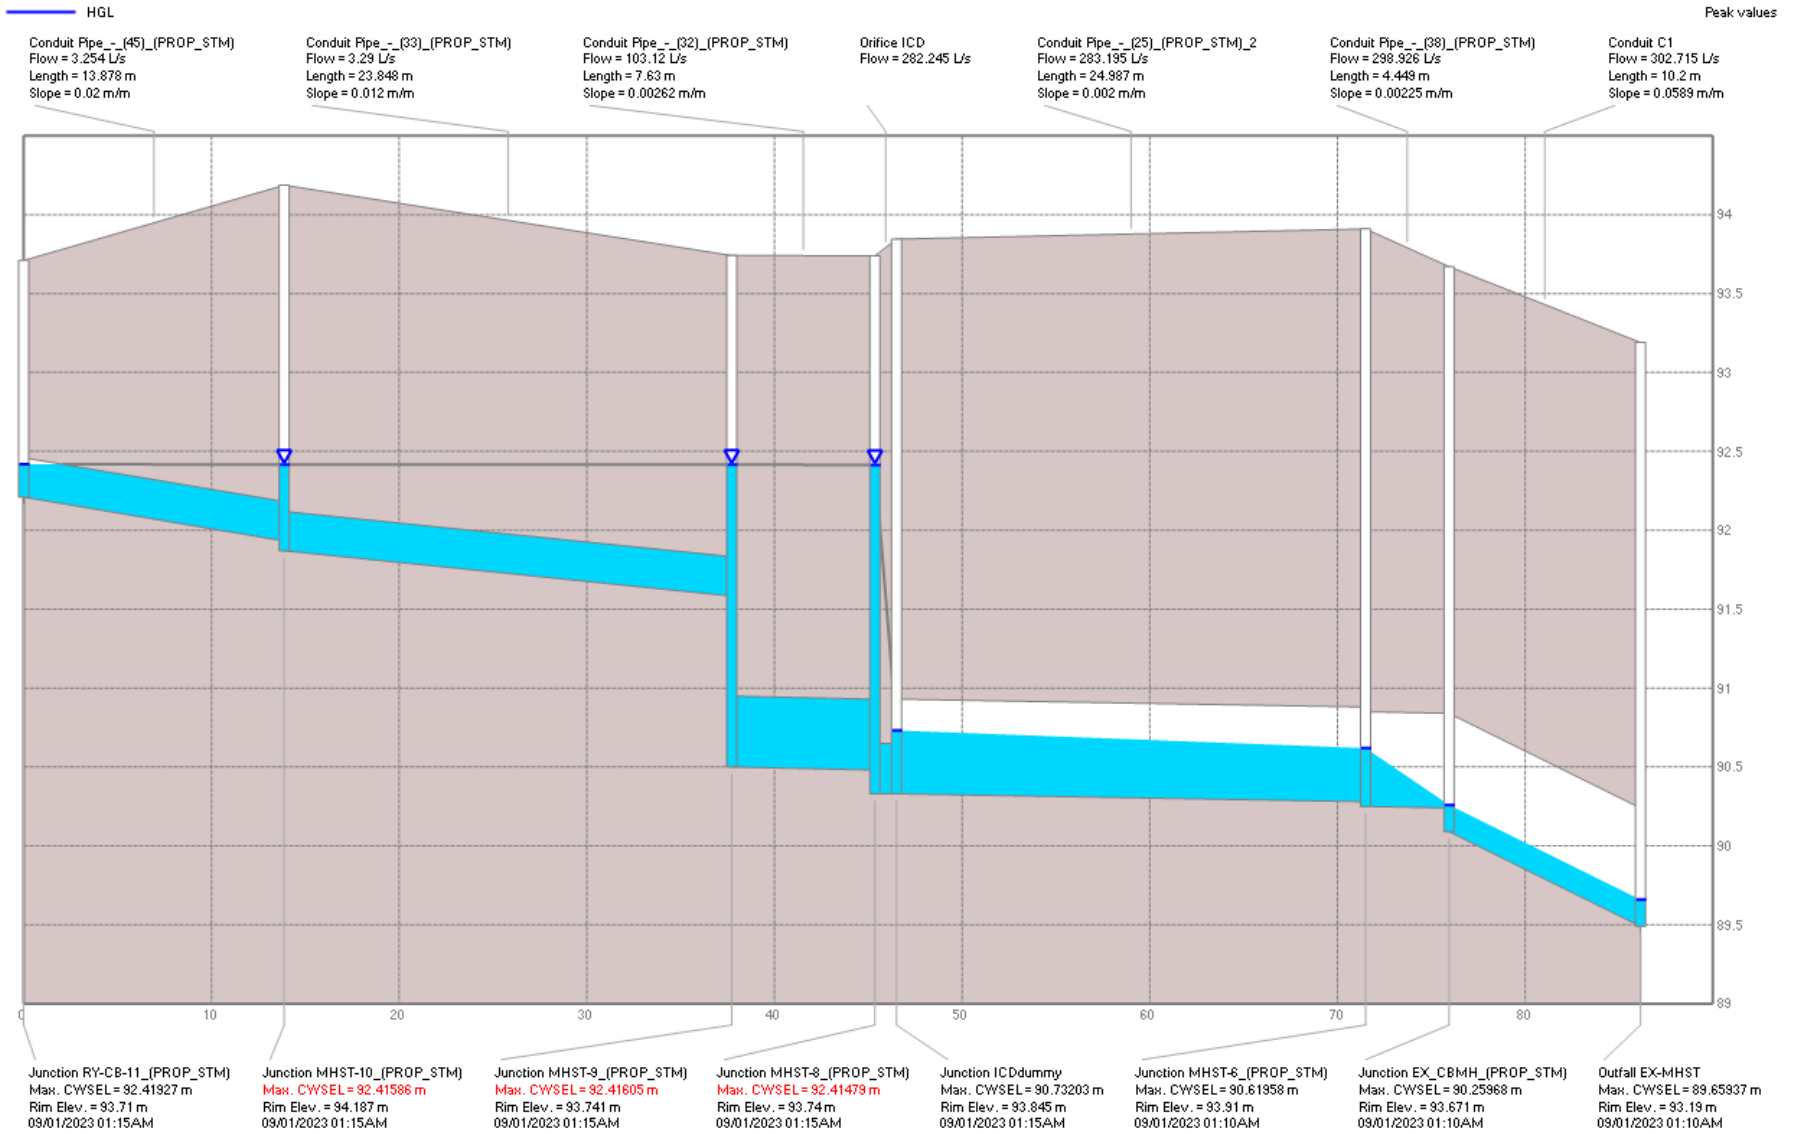 HGL
Peak values
Conduit Pipe_-_(45)_(PROP_STM)
Flow = 3.254 L/s
Length = 13.878 m
Slope = 0.02 m/m
Conduit Pipe_-_(33)_(PROP_STM)
Flow = 3.29 L/s
Length = 23.848 m
Slope = 0.012 m/m
Conduit Pipe_-_(32)_(PROP_STM)
Flow = 103.12 L/s
Length = 7.63 m
Slope = 0.00262 m/m
Orifice ICD
Flow = 282.245 L/s
Conduit Pipe_-_(25)_(PROP_STM)_2
Flow = 283.195 L/s
Length = 24.987 m
Slope = 0.002 m/m
Conduit Pipe_-_(38)_(PROP_STM)
Flow = 298.926 L/s
Length = 4.449 m
Slope = 0.00225 m/m
Conduit C1
Flow = 302.715 L/s
Length = 10.2 m
Slope = 0.0589 m/m
94
93.5
93
92.5
92
91.5
91
90.5
90
89.5
89
0
10
20
30
40
50
60
70
80
Junction RY-CB-11_(PROP_STM)
Max. CWSEL = 92.41927 m
Rim Elev. = 93.71 m
09/01/2023 01:15AM
Junction MHST-10_(PROP_STM)
Max. CWSEL = 92.41586 m
Rim Elev. = 94.187 m
09/01/2023 01:15AM
Junction MHST-9_(PROP_STM)
Max. CWSEL = 92.41605 m
Rim Elev. = 93.741 m
09/01/2023 01:15AM
Junction MHST-8_(PROP_STM)
Max. CWSEL = 92.41479 m
Rim Elev. = 93.74 m
09/01/2023 01:15AM
Junction ICDdummy
Max. CWSEL = 90.73203 m
Rim Elev. = 93.845 m
09/01/2023 01:15AM
Junction MHST-6_(PROP_STM)
Max. CWSEL = 90.61958 m
Rim Elev. = 93.91 m
09/01/2023 01:10AM
Junction EX_CBMH_(PROP_STM)
Max. CWSEL = 90.25968 m
Rim Elev. = 93.671 m
09/01/2023 01:10AM
Outfall EX-MHST
Max. CWSEL = 89.65937 m
Rim Elev. = 93.19 m
09/01/2023 01:10AM